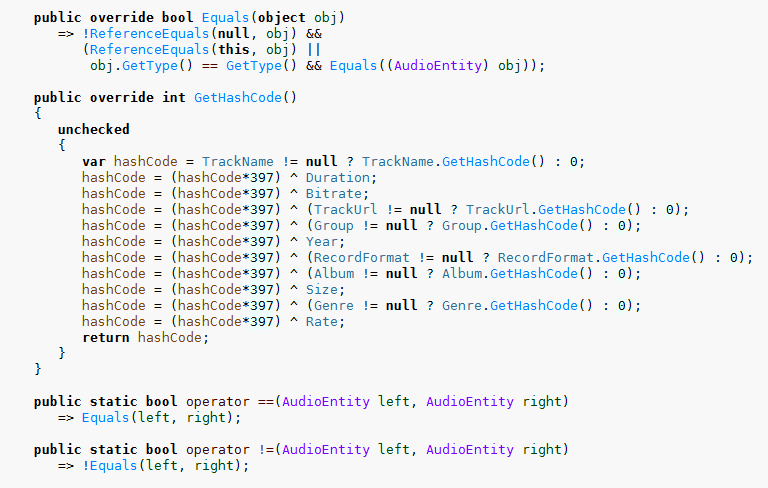 public override bool Equals(object obj)
=> !ReferenceEquals(null, obj) &&
(ReferenceEquals(this, obj) ||
obj.GetType() == GetType() && Equals((AudioEntity) obj));
public override int GetHashCode()
{
unchecked
{
var hashCode = TrackName != null ? TrackName.GetHashCode() : 0;
hashCode = (hashCode*397) ^ Duration;
hashCode = (hashCode*397) ^ Bitrate;
hashCode = (hashCode*397) ^ (TrackUrl != null ? TrackUrl.GetHashCode() : 0);
hashCode = (hashCode*397) ^ (Group != null ? Group.GetHashCode() : 0);
hashCode = (hashCode*397) ^ Year;
hashCode = (hashCode*397) ^ (RecordFormat != null ? RecordFormat.GetHashCode() : 0);
hashCode = (hashCode*397) ^ (Album != null ? Album.GetHashCode() : 0);
hashCode = (hashCode*397) ^ Size;
hashCode = (hashCode*397) ^ (Genre != null ? Genre.GetHashCode() : 0);
hashCode = (hashCode*397) ^ Rate;
return hashCode;
}
}
public static bool operator ==(AudioEntity left, AudioEntity right)
=> Equals(left, right);
public static bool operator !=(AudioEntity left, AudioEntity right)
=> !Equals(left, right);